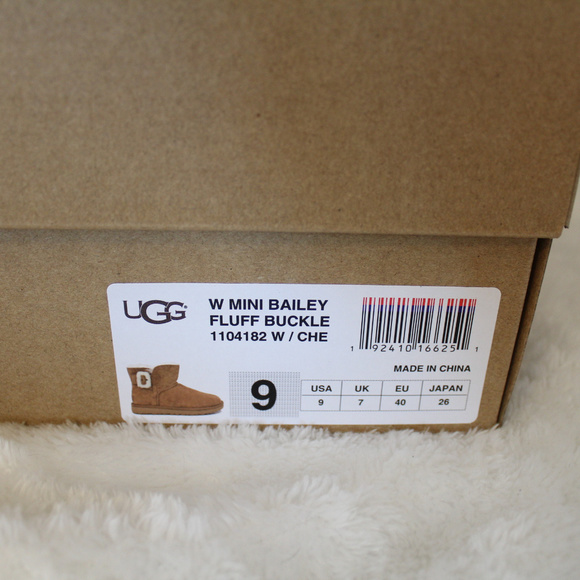 UGG®
W MINI BAILEY
FLUFF BUCKLE
1104182 W / CHE
1 92410 16625 1
MADE IN CHINA
9
USA UK EU JAPAN
9 7 40 26